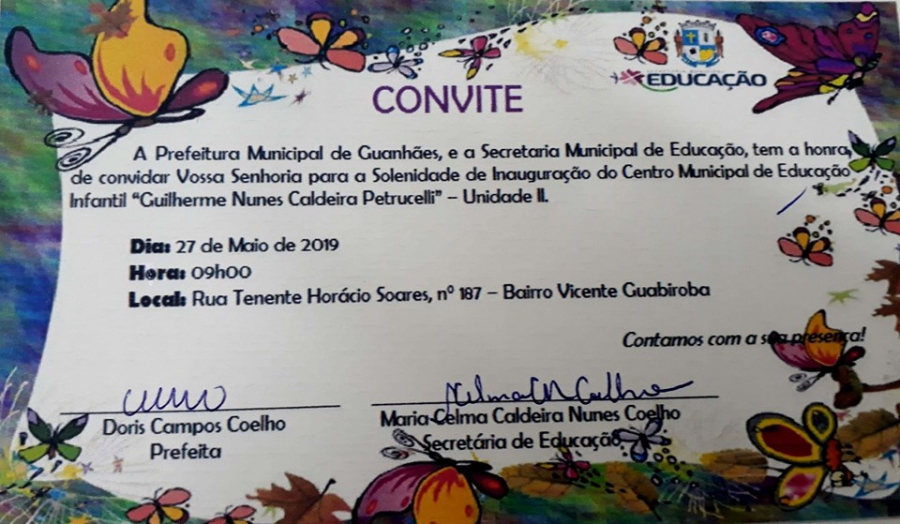 EDUCAÇÃO
CONVITE
A Prefeitura Municipal de Guanhães, e a Secretaria Municipal de Educação, tem a honra,
de convidar Vossa Senhoria para a Solenidade de Inauguração do Centro Municipal de Educação
Infantil “Guilherme Nunes Caldeira Petrucelli” – Unidade II.
Dia: 27 de Maio de 2019
Hora: 09h00
Local: Rua Tenente Horácio Soares, nº 187 – Bairro Vicente Guabiroba
Contamos com a sua presença!
Doris Campos Coelho
Prefeita
Maria Celma Caldeira Nunes Coelho
Secretária de Educação